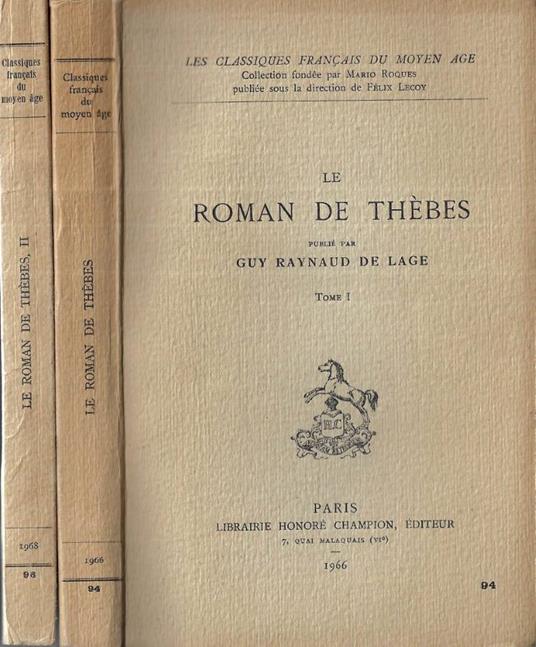 Classiques
français
du
moyen âge
LE ROMAN DE THÈBES, II
1968
96
Classiques
français
du
moyen âge
LE ROMAN DE THÈBES
1966
94
LES CLASSIQUES FRANÇAIS DU MOYEN AGE
Collection fondée par MARIO ROQUES
publiée sous la direction de FÉLIX LECOY
LE
ROMAN DE THÈBES
PUBLIÉ PAR
GUY RAYNAUD DE LAGE
TOME I
PARIS
LIBRAIRIE HONORÉ CHAMPION, ÉDITEUR
7, QUAI MALAQUAIS (VIe)
1966
94